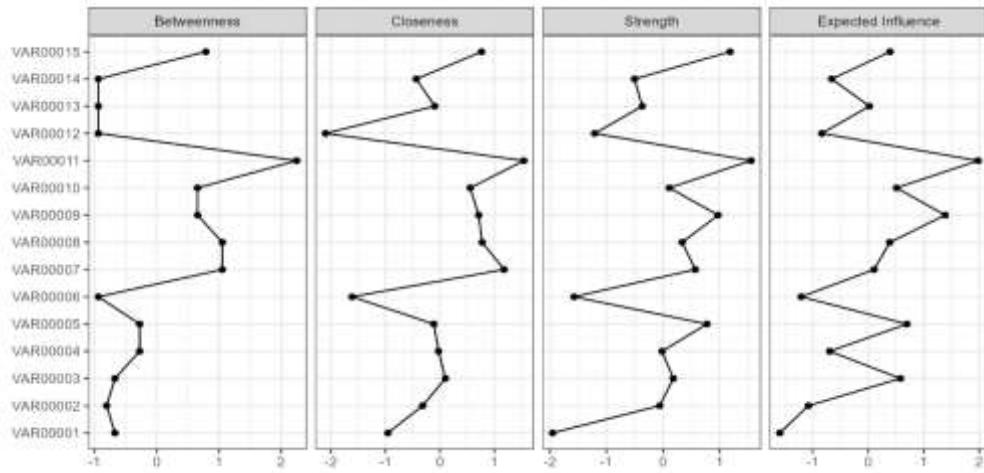 Betweenness Closeness Strength Expected Influence
VAR00015
VAR00014
VAR00013
VAR00012
VAR00011
VAR00010
VAR00009
VAR00008
VAR00007
VAR00006
VAR00005
VAR00004
VAR00003
VAR00002
VAR00001
-1 0 1 2 -2 -1 0 1 -2 -1 0 1 -1 0 1 2